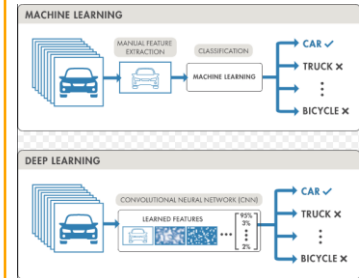 MACHINE LEARNING
MANUAL FEATURE
EXTRACTION
CLASSIFICATION
MACHINE LEARNING
CAR ✓
TRUCK ×
⋮
BICYCLE ×
DEEP LEARNING
CONVOLUTIONAL NEURAL NETWORK (CNN)
LEARNED FEATURES
95%
3%
⋮
2%
...
CAR ✓
TRUCK ×
⋮
BICYCLE ×